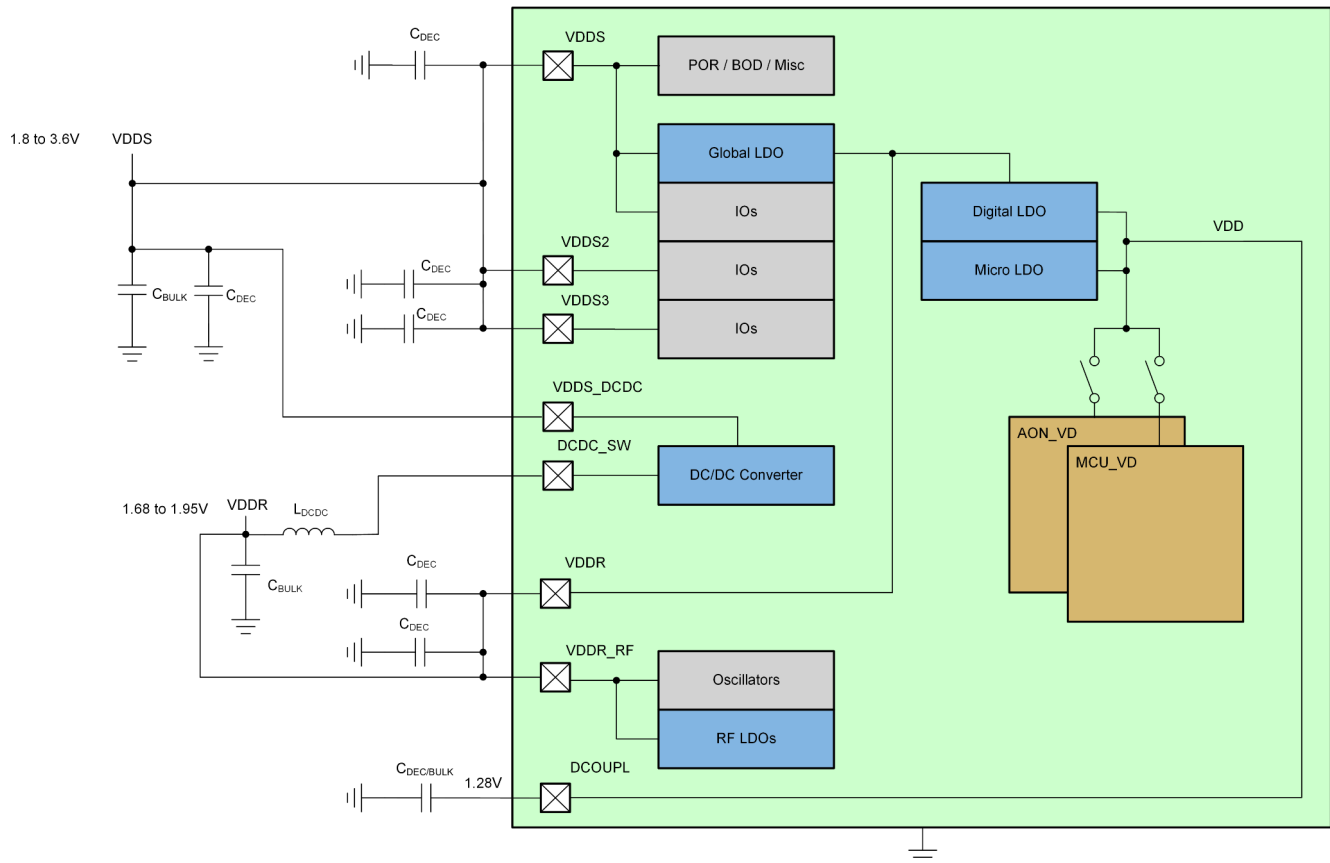 CDEC
VDDS
POR / BOD / Misc
1.8 to 3.6V
VDDS
Global LDO
IOs
Digital LDO
VDD
VDDS2
CDEC
IOs
Micro LDO
CBULK
CDEC
VDDS3
CDEC
IOs
VDDS_DCDC
AON_VD
DCDC_SW
MCU_VD
DC/DC Converter
1.68 to 1.95V
VDDR
LDCDC
VDDR
CDEC
CBULK
CDEC
VDDR_RF
Oscillators
RF LDOs
DCOUPL
CDEC/BULK
1.28V